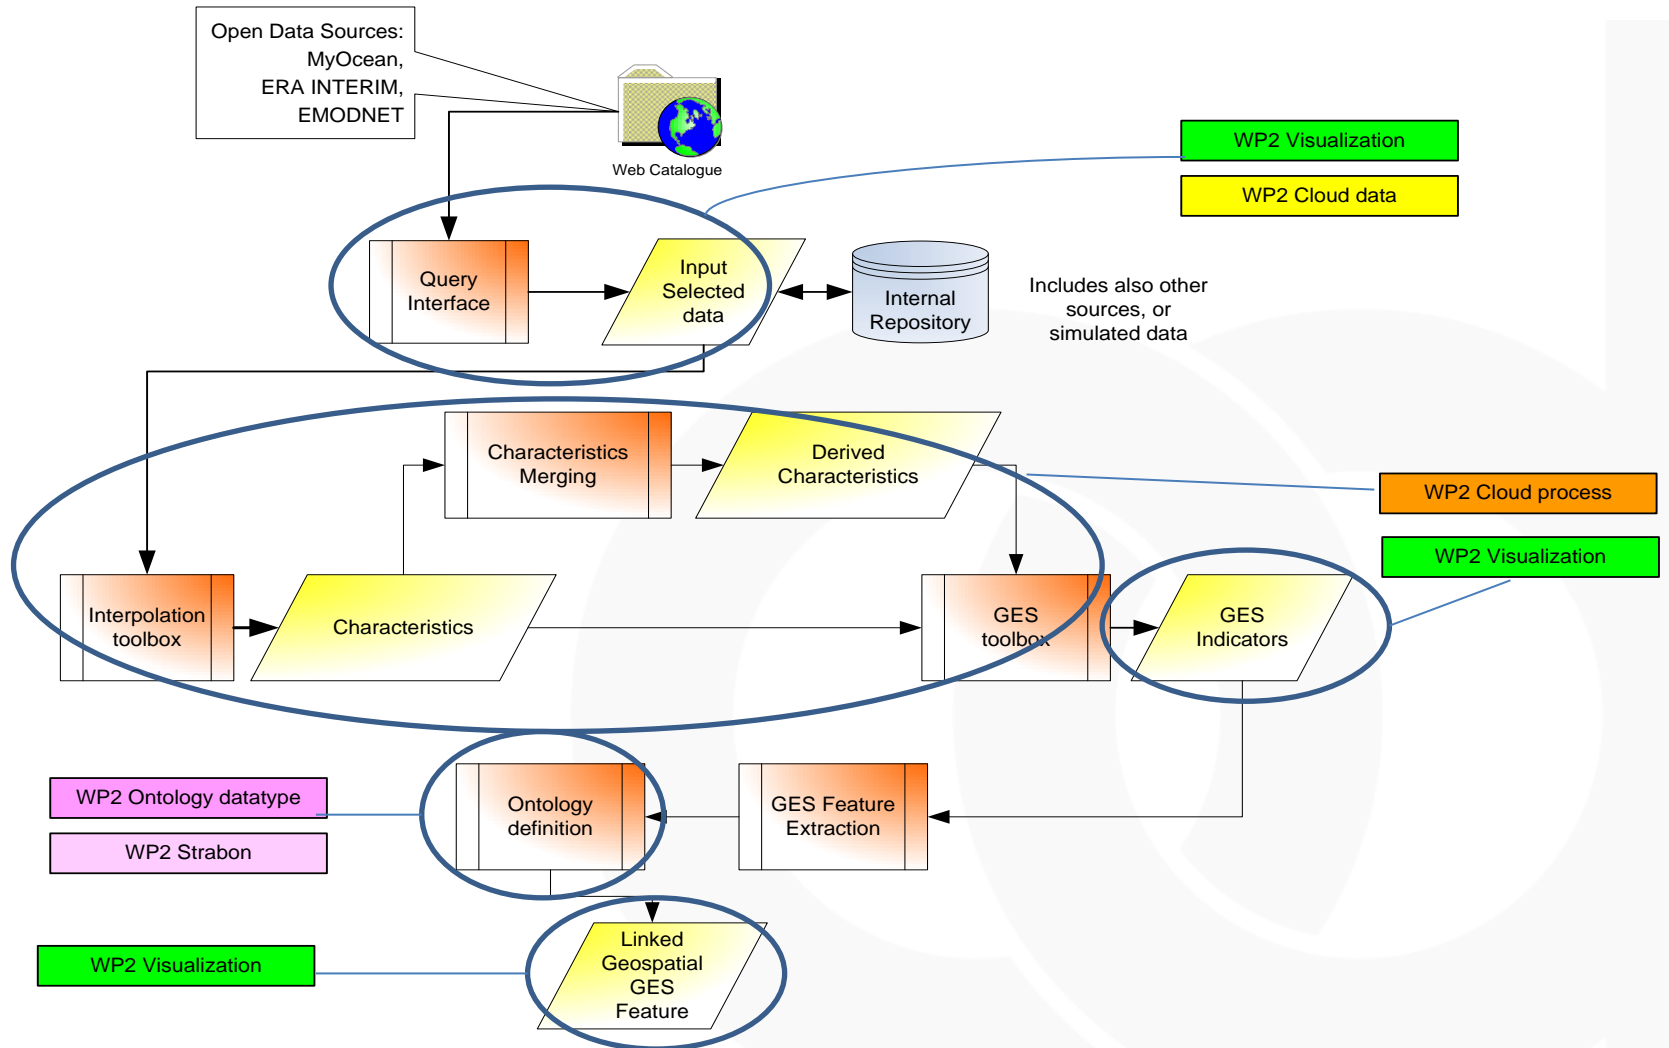 Open Data Sources:
MyOcean,
ERA INTERIM,
EMODNET
Web Catalogue
WP2 Visualization
WP2 Cloud data
Query
Interface
Input
Selected
data
Internal
Repository
Includes also other
sources, or
simulated data
Characteristics
Merging
Derived
Characteristics
WP2 Cloud process
WP2 Visualization
Interpolation
toolbox
Characteristics
GES
toolbox
GES
Indicators
WP2 Ontology datatype
WP2 Strabon
Ontology
definition
GES Feature
Extraction
WP2 Visualization
Linked
Geospatial
GES
Feature